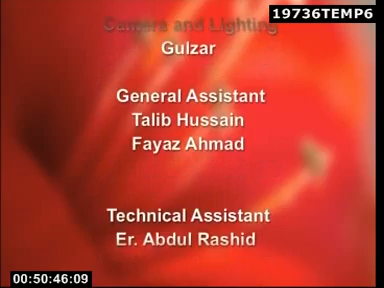 19736TEMP6
Camera and Lighting
Gulzar
General Assistant
Talib Hussain
Fayaz Ahmad
Technical Assistant
Er. Abdul Rashid
00:50:46:09